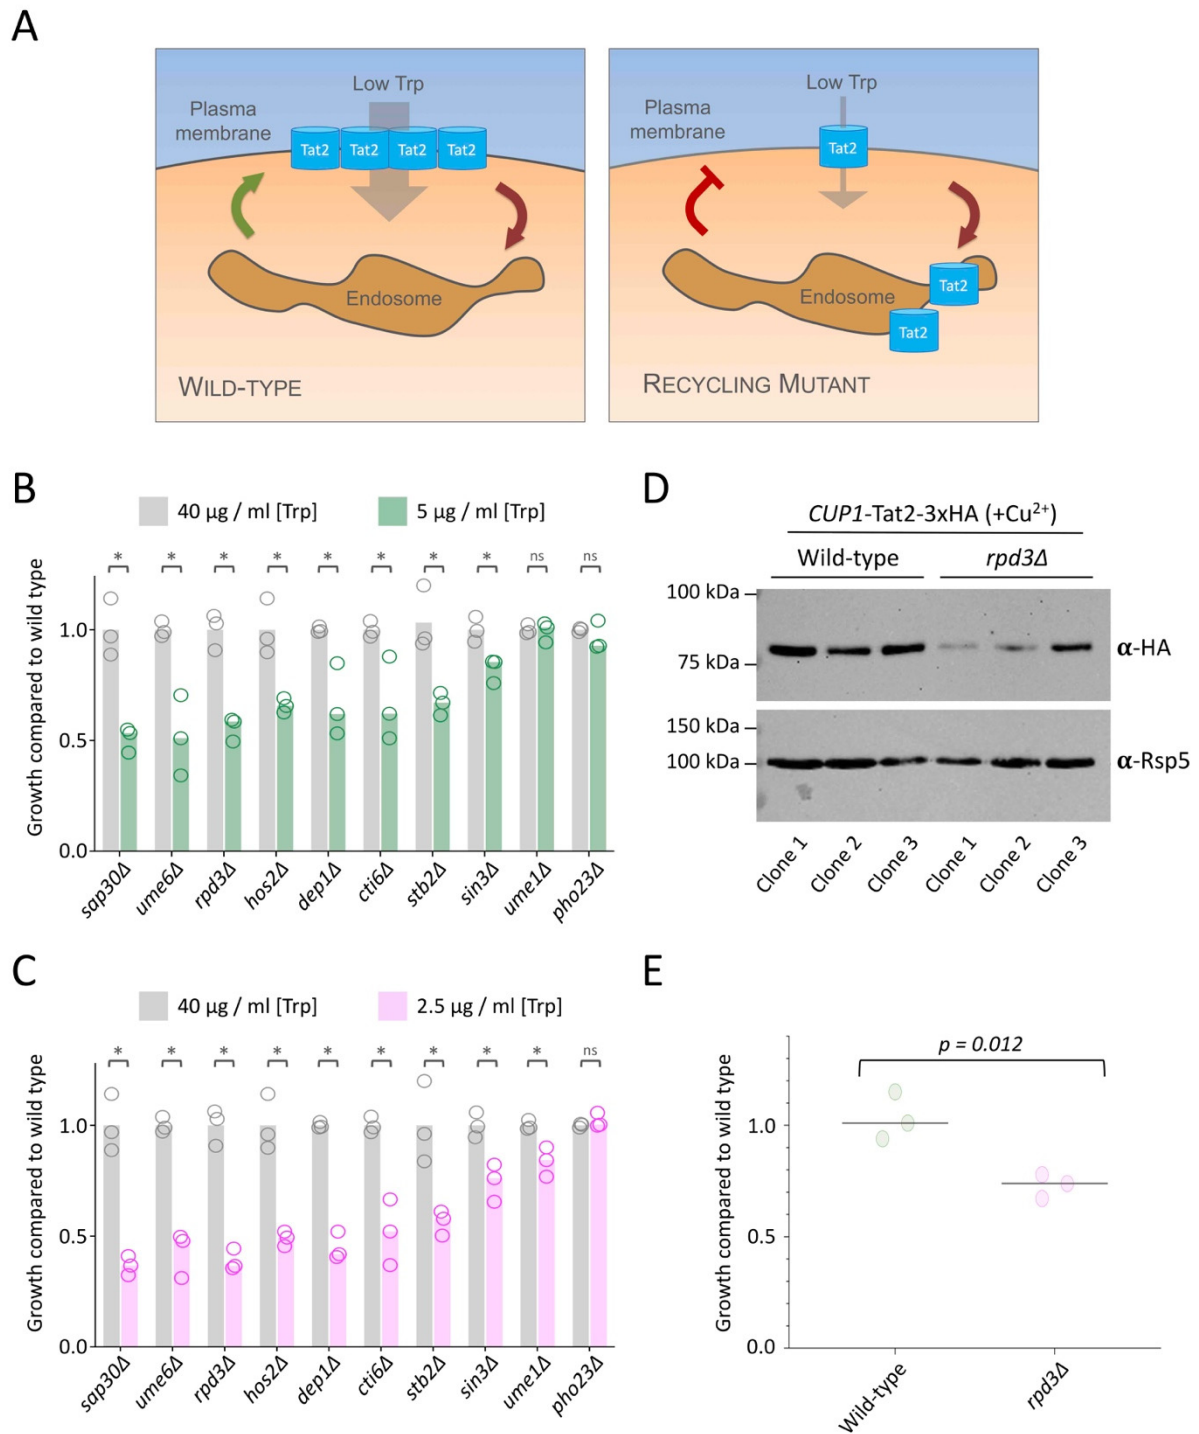 A
Low Trp
Plasma
membrane
Tat2 Tat2 Tat2 Tat2
Endosome
WILD-TYPE
Low Trp
Plasma
membrane
Tat2
Endosome
Tat2
Tat2
RECYCLING MUTANT
B
40 µg / ml [Trp] 5 µg / ml [Trp]
* * * * * * * * ns ns
Growth compared to wild type
1.0
0.5
0.0
sap30Δ ume6Δ rpd3Δ hos2Δ dep1Δ cti6Δ stb2Δ sin3Δ ume1Δ pho23Δ
C
40 µg / ml [Trp] 2.5 µg / ml [Trp]
* * * * * * * * * ns
Growth compared to wild type
1.0
0.5
0.0
sap30Δ ume6Δ rpd3Δ hos2Δ dep1Δ cti6Δ stb2Δ sin3Δ ume1Δ pho23Δ
D
CUP1-Tat2-3xHA (+Cu²⁺)
Wild-type rpd3Δ
100 kDa
75 kDa
α-HA
150 kDa
100 kDa
α-Rsp5
Clone 1 Clone 2 Clone 3 Clone 1 Clone 2 Clone 3
E
p = 0.012
Growth compared to wild type
1.0
0.5
0.0
Wild-type rpd3Δ